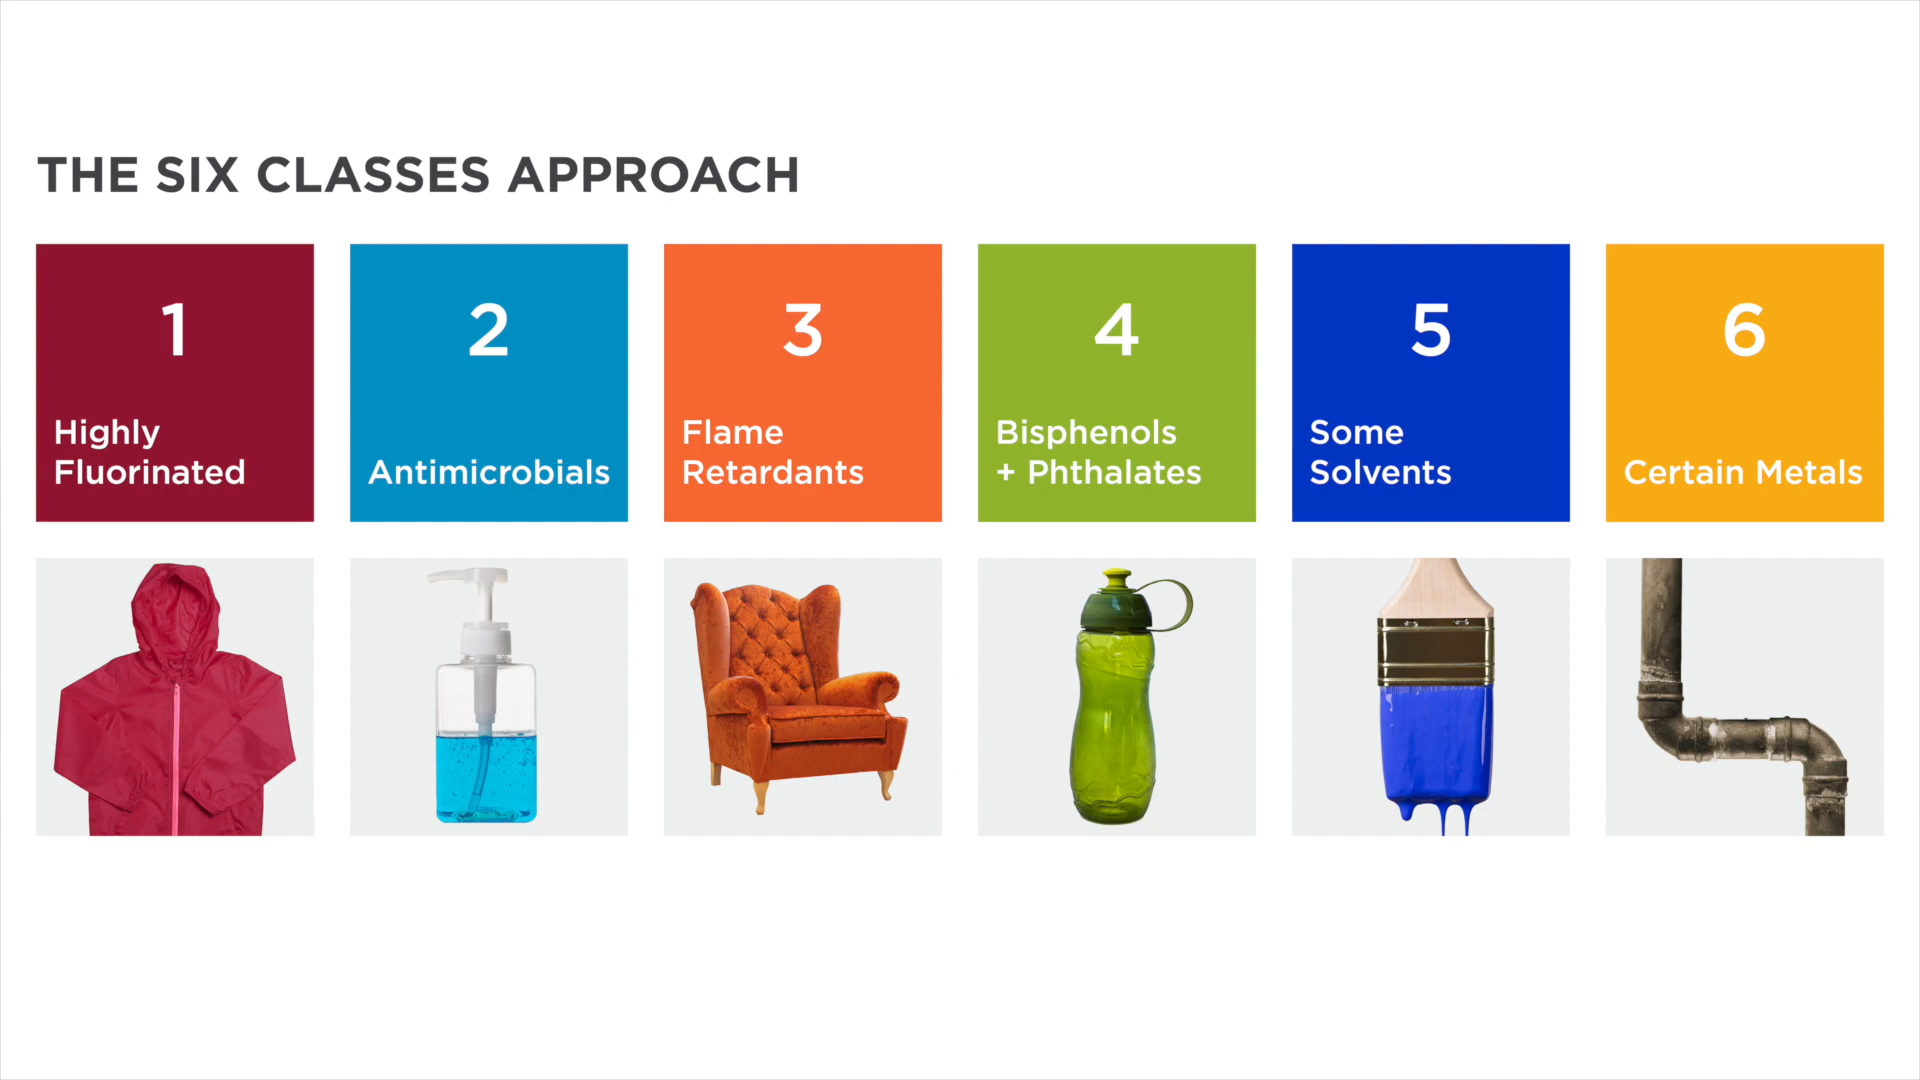 THE SIX CLASSES APPROACH
1
Highly
Fluorinated
2
Antimicrobials
3
Flame
Retardants
4
Bisphenols
+ Phthalates
5
Some
Solvents
6
Certain Metals